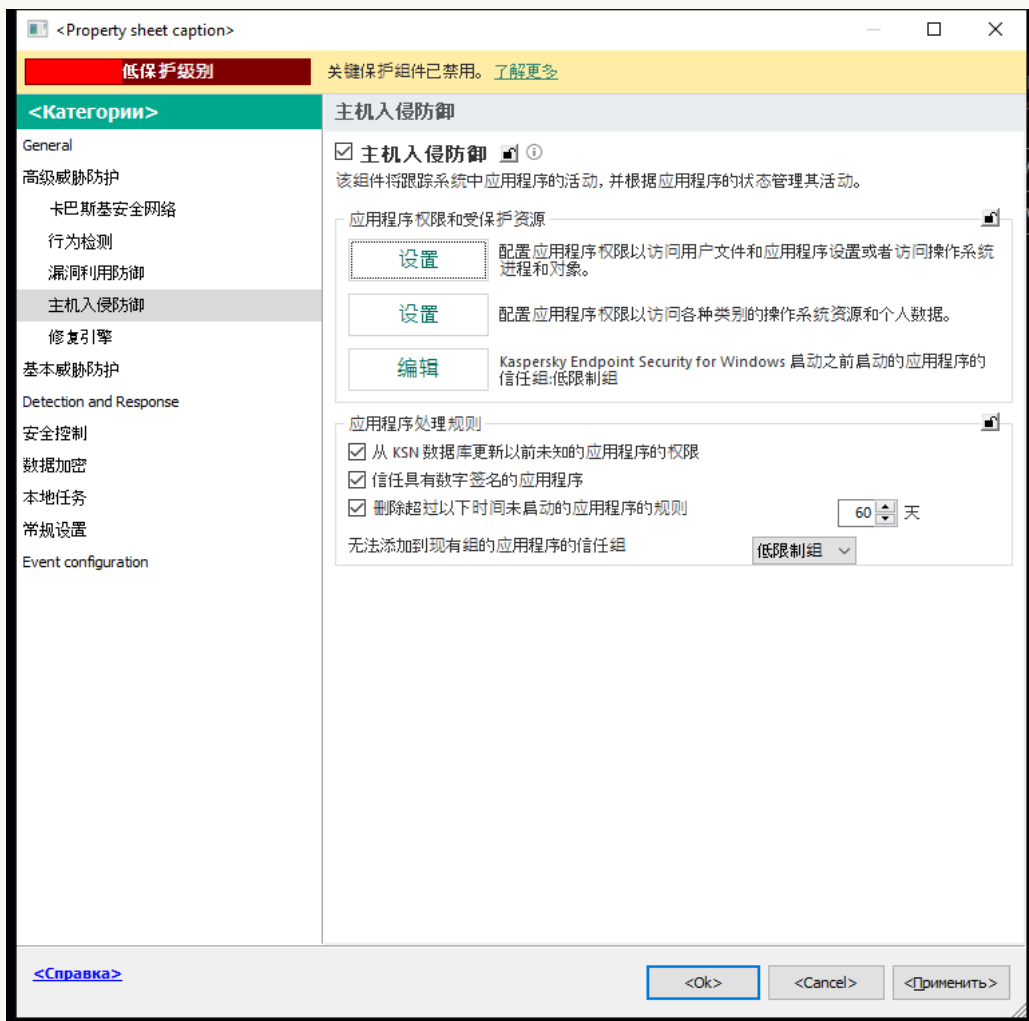 <Property sheet caption>
低保护级别
关键保护组件已禁用。 了解更多
<Категории>
General
高级威胁防护
卡巴斯基安全网络
行为检测
漏洞利用防御
主机入侵防御
修复引擎
基本威胁防护
Detection and Response
安全控制
数据加密
本地任务
常规设置
Event configuration
主机入侵防御
主机入侵防御
该组件将跟踪系统中应用程序的活动, 并根据应用程序的状态管理其活动。
应用程序权限和受保护资源
设置
配置应用程序权限以访问用户文件和应用程序设置或者访问操作系统
进程和对象。
设置
配置应用程序权限以访问各种类别的操作系统资源和个人数据。
编辑
Kaspersky Endpoint Security for Windows 启动之前启动的应用程序的
信任组:低限制组
应用程序处理规则
从 KSN 数据库更新以前未知的应用程序的权限
信任具有数字签名的应用程序
删除超过以下时间未启动的应用程序的规则
60 天
无法添加到现有组的应用程序的信任组
低限制组
<Справка>
<Ok>
<Cancel>
<Применить>